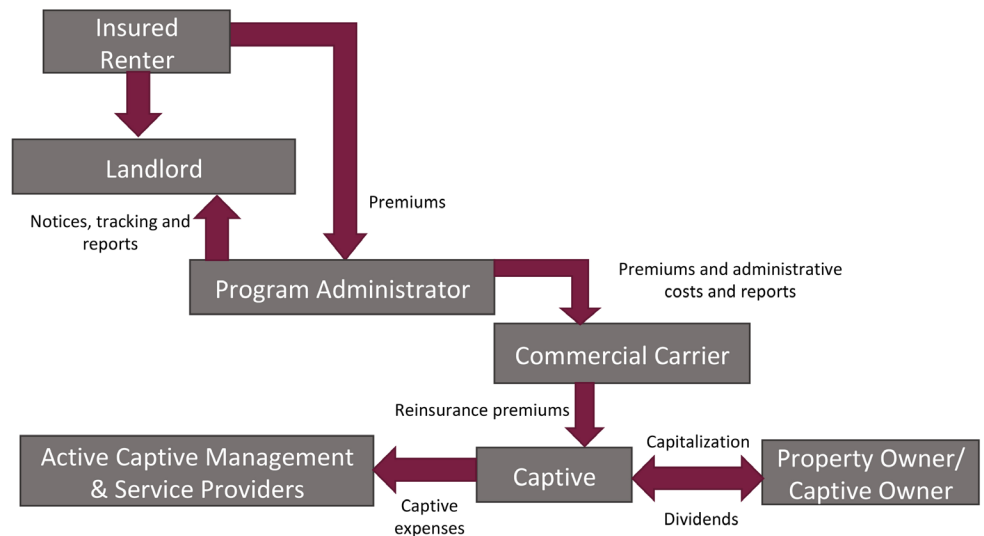 Insured
Renter
Landlord
Premiums
Notices, tracking and
reports
Program Administrator
Premiums and administrative
costs and reports
Commercial Carrier
Reinsurance premiums
Active Captive Management
& Service Providers
Captive
expenses
Captive
Capitalization
Dividends
Property Owner/
Captive Owner